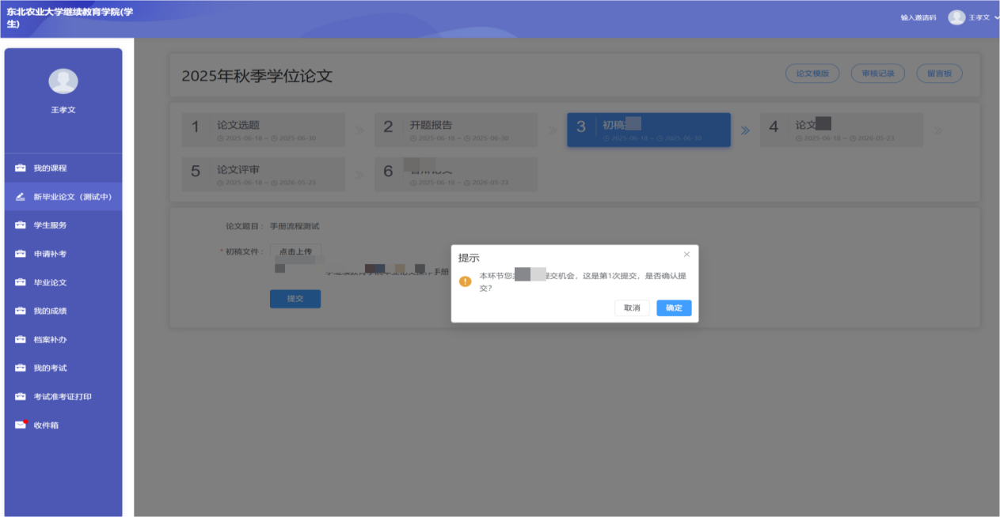 东北农业大学继续教育学院(学
生)
输入邀请码
王孝文
王孝文
我的课程
新毕业论文（测试中）
学生服务
申请补考
毕业论文
我的成绩
档案补办
我的考试
考试准考证打印
收件箱
2025年秋季学位论文
论文模版
审核记录
留言板
1 论文选题
2025-06-18 ~ 2025-06-30
2 开题报告
2025-06-18 ~ 2025-06-30
3 初稿
2025-06-18 ~ 2025-06-30
4 论文
2025-06-18 ~ 2026-05-23
5 论文评审
2025-06-18 ~ 2026-05-23
6
2025-06-18 ~ 2026-05-23
论文题目： 手册流程测试
* 初稿文件： 点击上传
手册
提交
提示
本环节您 提交机会，这是第1次提交，是否确认提
交？
取消
确定